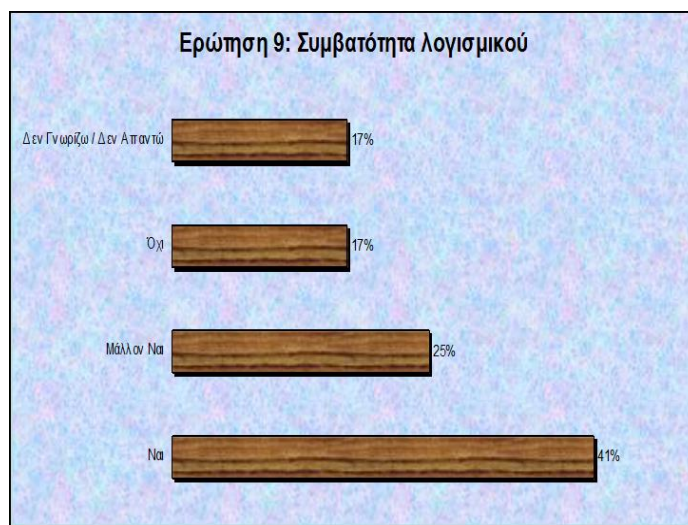 Ερώτηση 9: Συμβατότητα λογισμικού
Δεν Γνωρίζω / Δεν Απαντώ
17%
Όχι
17%
Μάλλον Ναι
25%
Ναι
41%